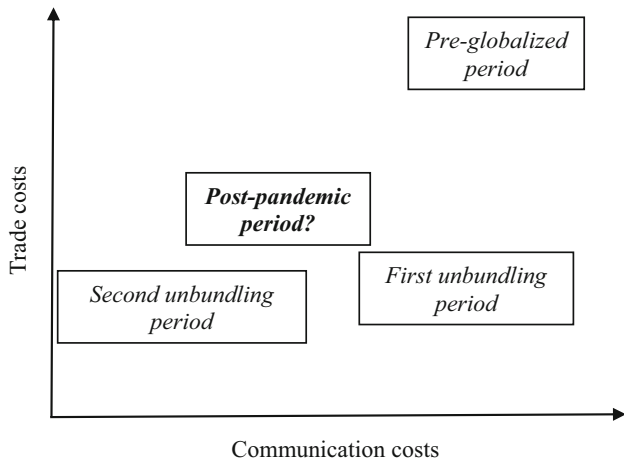 Pre-globalized
period
Post-pandemic
period?
First unbundling
period
Second unbundling
period
Trade costs
Communication costs